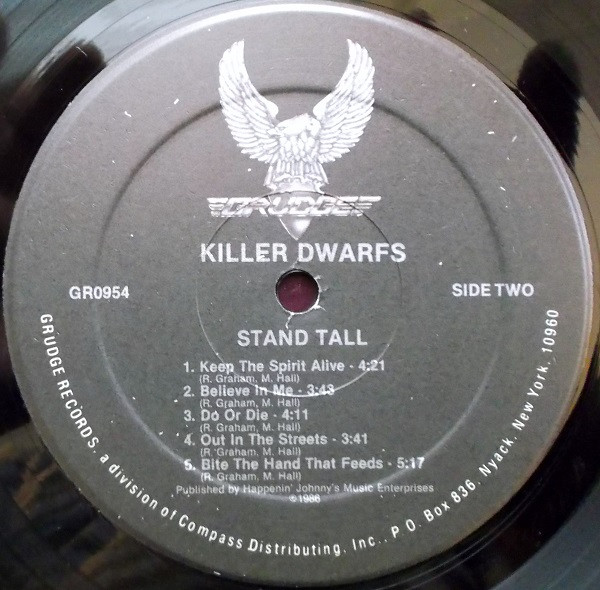 GRUDGE
KILLER DWARFS
GR0954
SIDE TWO
STAND TALL
1. Keep The Spirit Alive - 4:21
(R. Graham, M. Hall)
2. Believe In Me - 3:43
(R. Graham, M. Hall)
3. Do Or Die - 4:11
(R. Graham, M. Hall)
4. Out In The Streets - 3:41
(R. Graham, M. Hall)
5. Bite The Hand That Feeds - 5:17
(R. Graham, M. Hall)
Published by Happenin' Johnny's Music Enterprises
©1986
GRUDGE RECORDS, a division of Compass Distributing, Inc., P.O. Box 836, Nyack, New York, 10960